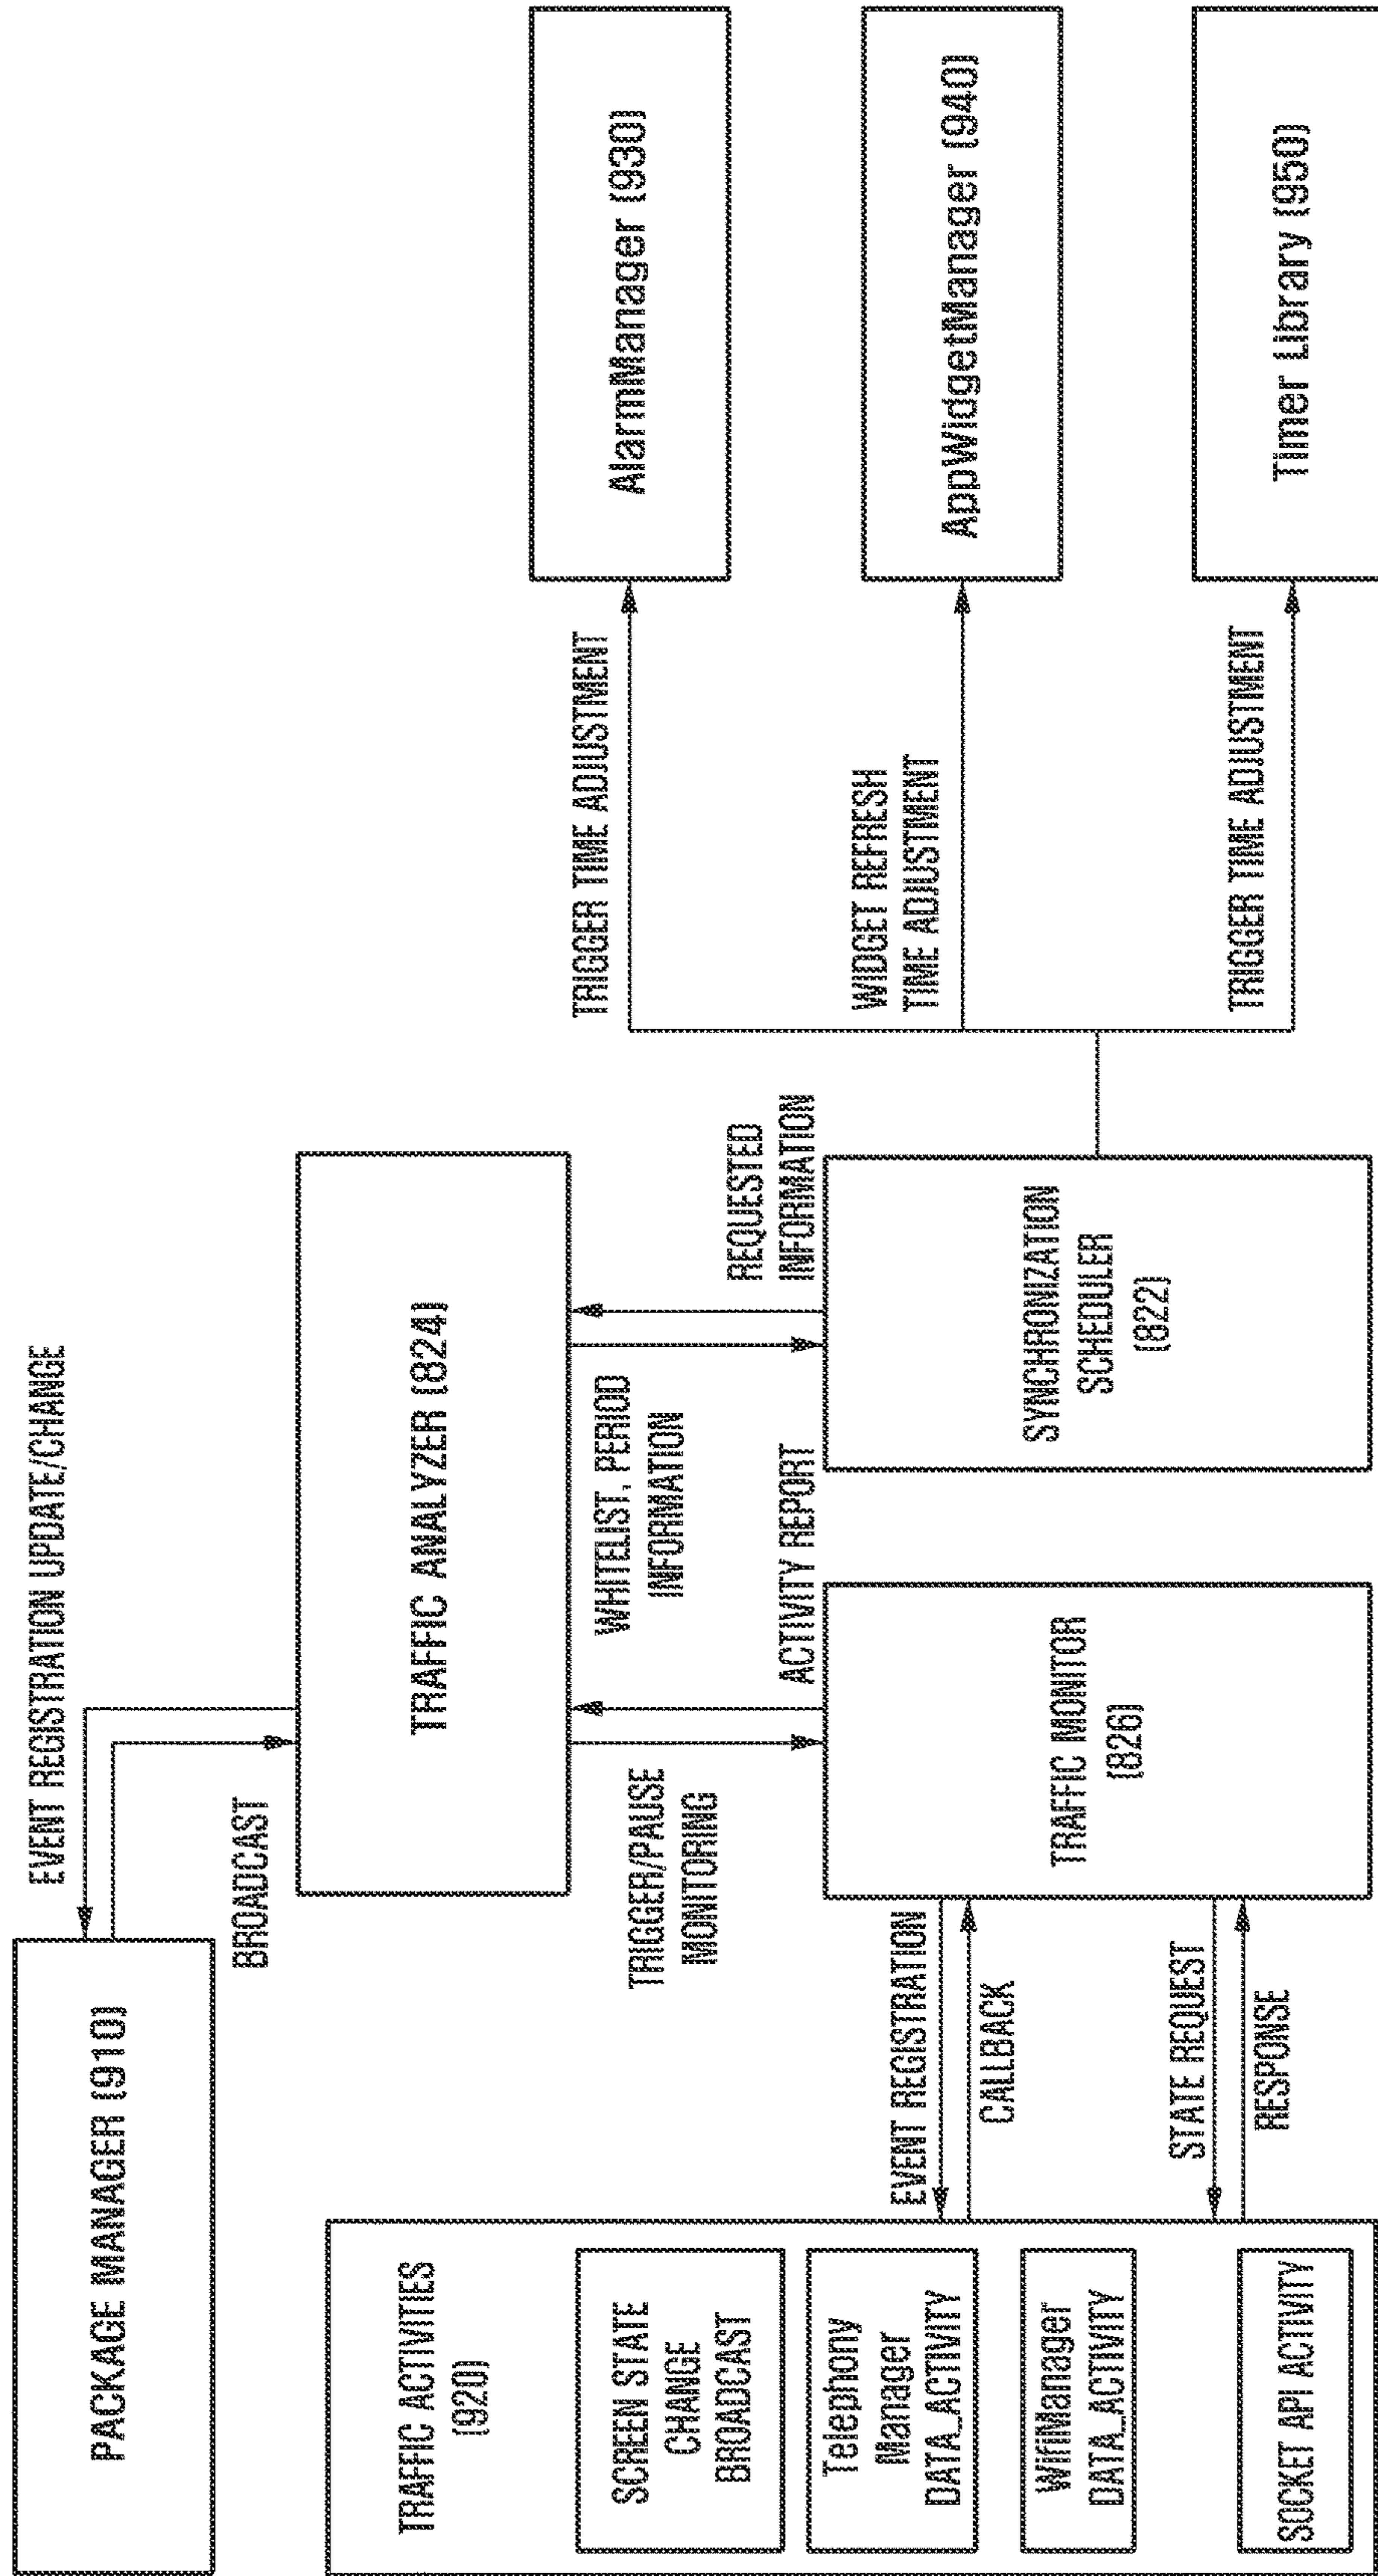 PACKAGE MANAGER (910)
EVENT REGISTRATION UPDATE/CHANGE
BROADCAST
TRAFFIC ANALYZER (824)
TRAFFIC ACTIVITIES
(920)
SCREEN STATE
CHANGE
BROADCAST
Telephony
Manager
DATA_ACTIVITY
WifiManager
DATA_ACTIVITY
SOCKET API ACTIVITY
EVENT REGISTRATION
CALLBACK
STATE REQUEST
RESPONSE
TRIGGER/PAUSE
MONITORING
ACTIVITY REPORT
TRAFFIC MONITOR
(826)
WHITELIST, PERIOD
INFORMATION
REQUESTED
INFORMATION
SYNCHRONIZATION
SCHEDULER
(822)
TRIGGER TIME ADJUSTMENT
AlarmManager (930)
WIDGET REFRESH
TIME ADJUSTMENT
AppWidgetManager (940)
TRIGGER TIME ADJUSTMENT
Timer Library (950)